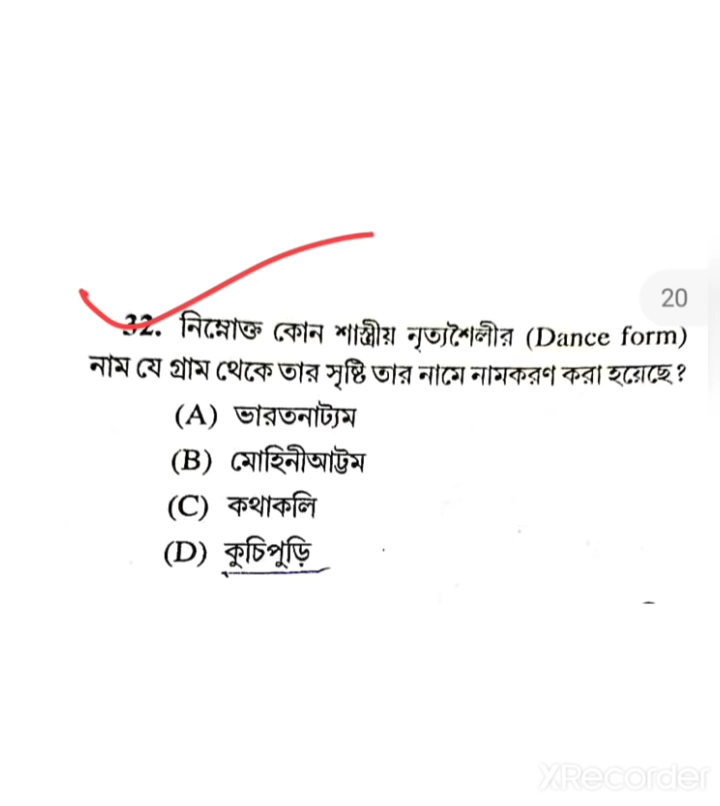 20
32. নিম্নোক্ত কোন শাস্ত্রীয় নৃত্যশৈলীর (Dance form)
নাম যে গ্রাম থেকে তার সৃষ্টি তার নামে নামকরণ করা হয়েছে?
(A) ভারতনাট্যম
(B) মোহিনীআট্টম
(C) কথাকলি
(D) কুচিপুড়ি
XRecorder